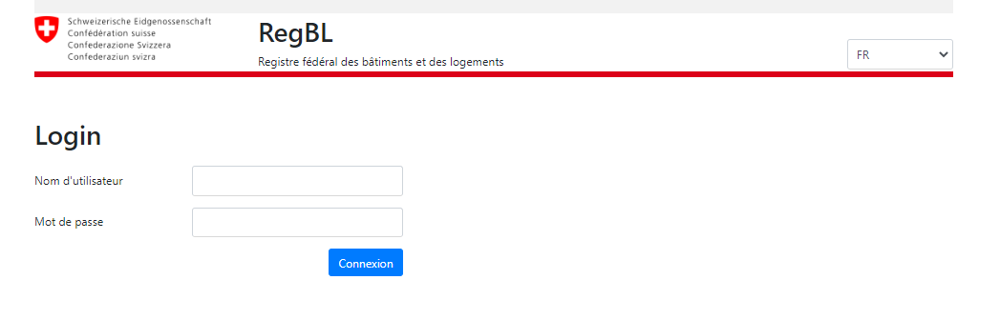 Schweizerische Eidgenossenschaft
Confédération suisse
Confederazione Svizzera
Confederaziun svizra
RegBL
Registre fédéral des bâtiments et des logements
FR
Login
Nom d'utilisateur
Mot de passe
Connexion